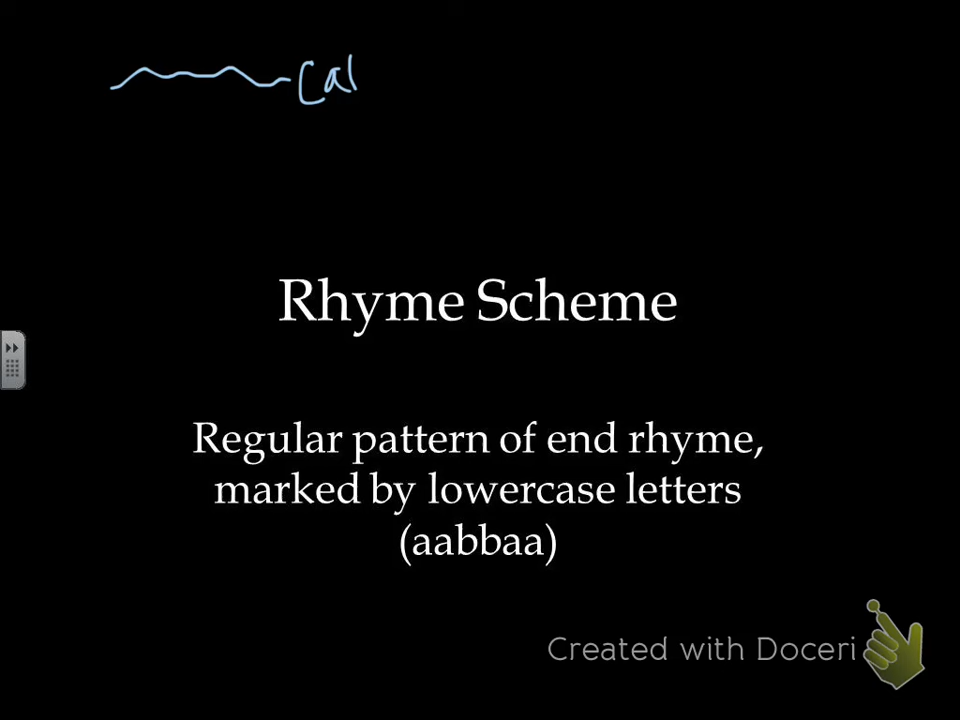 Cal
Rhyme Scheme
Regular pattern of end rhyme,
marked by lowercase letters
(aabbaa)
Created with Doceri